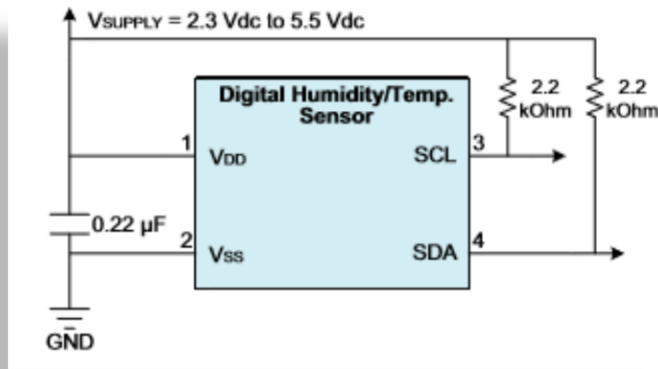 VSUPPLY = 2.3 Vdc to 5.5 Vdc
Digital Humidity/Temp.
Sensor
2.2
kOhm
2.2
kOhm
1
VDD
SCL
3
0.22 µF
2
VSS
SDA
4
GND